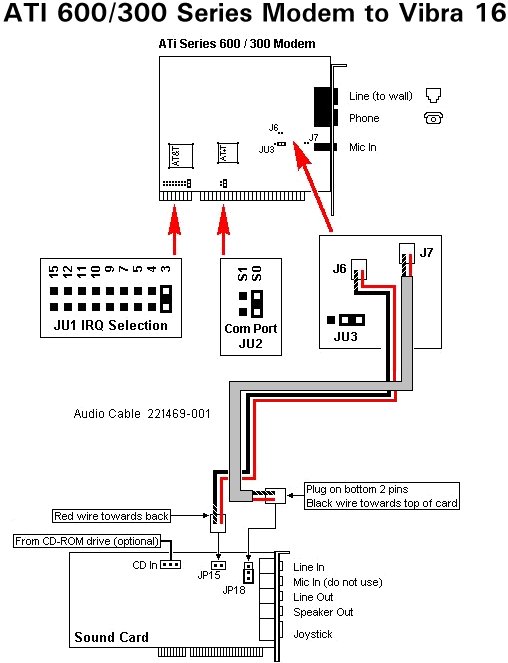 ATI 600/300 Series Modem to Vibra 16
ATi Series 600 / 300 Modem
Line (to wall)
Phone
Mic In
J6
J7
JU3
AT&T
AT&T
15 12 11 10 9 7 5 4 3
JU1 IRQ Selection
S1 S0
Com Port
JU2
J6
J7
JU3
Audio Cable 221469-001
Plug on bottom 2 pins
Black wire towards top of card
Red wire towards back
From CD-ROM drive (optional)
CD In
JP15
JP18
Line In
Mic In (do not use)
Line Out
Speaker Out
Joystick
Sound Card